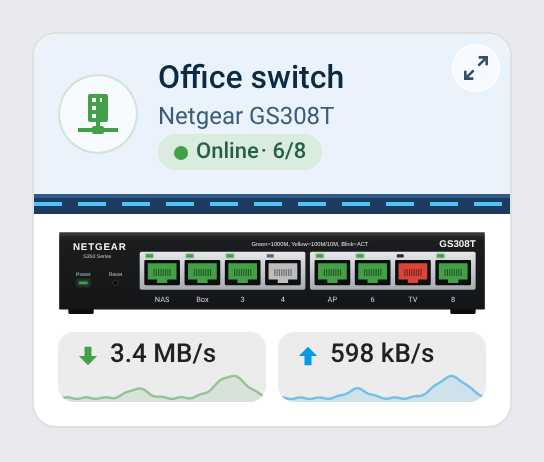 Office switch
Netgear GS308T
Online · 6/8
NETGEAR
S350 Series
Green=1000M, Yellow=100M/10M, Blink=ACT
GS308T
Power
Reset
NAS Box 3 4 AP 6 TV 8
3.4 MB/s
598 kB/s